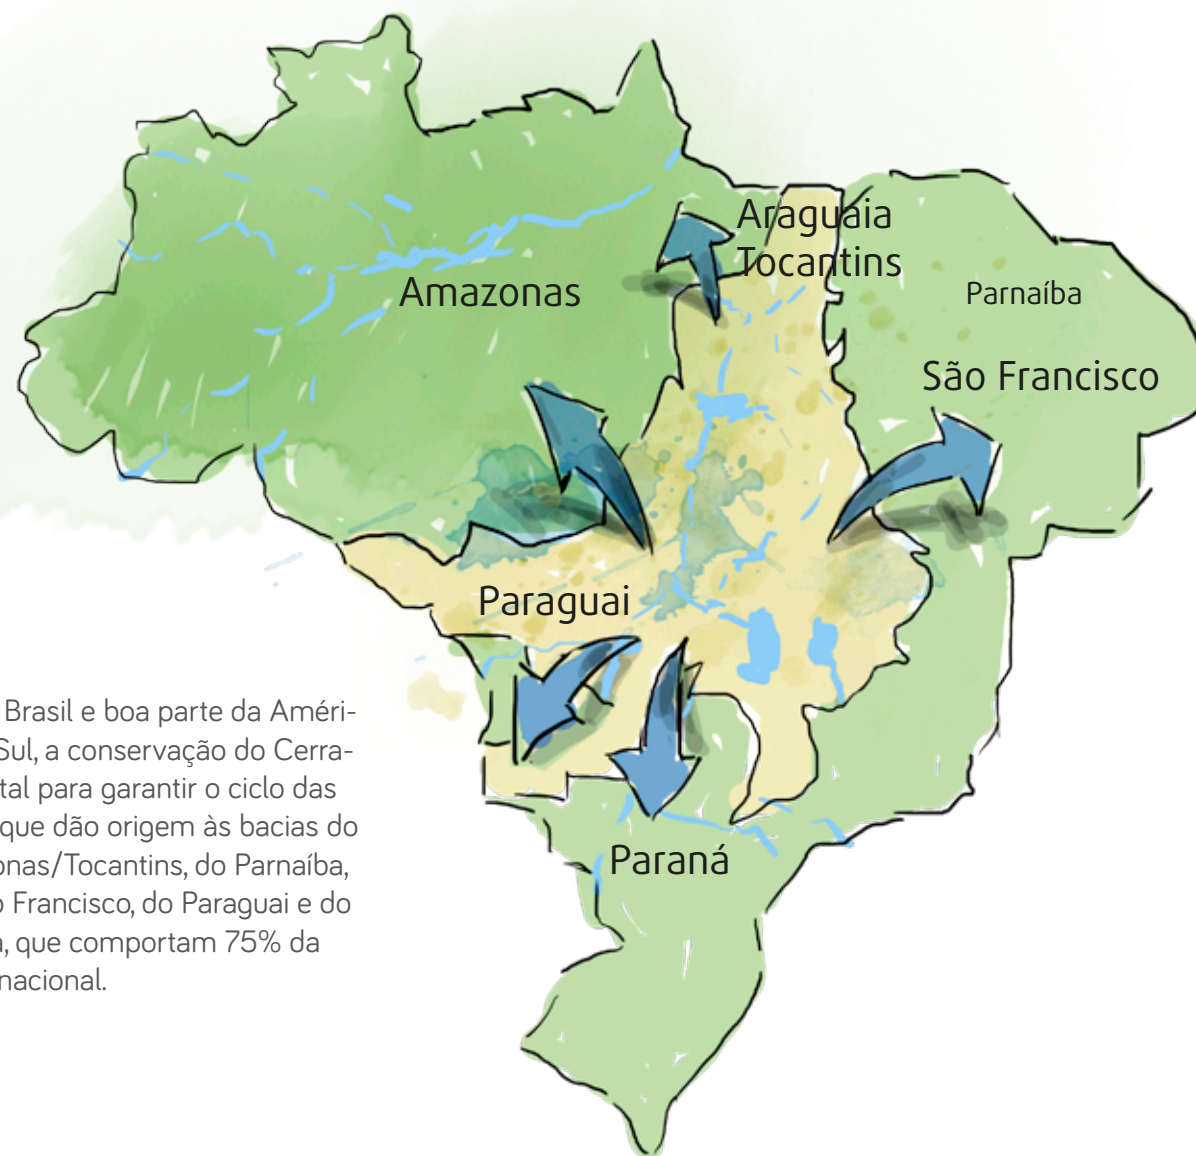 Araguaia
Tocantins
Amazonas
Parnaíba
São Francisco
Paraguai
Brasil e boa parte da Améri-
Sul, a conservação do Cerra-
tal para garantir o ciclo das
que dão origem às bacias do
onas/Tocantins, do Parnaíba,
o Francisco, do Paraguai e do
a, que comportam 75% da
nacional.
Paraná